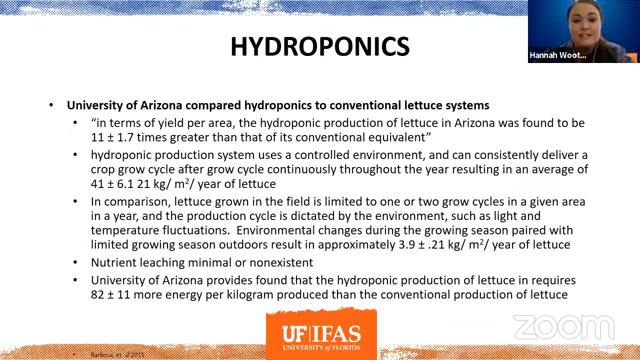 HYDROPONICS
Hannah Woot...
• University of Arizona compared hydroponics to conventional lettuce systems
• "in terms of yield per area, the hydroponic production of lettuce in Arizona was found to be
11 ± 1.7 times greater than that of its conventional equivalent"
• hydroponic production system uses a controlled environment, and can consistently deliver a
crop grow cycle after grow cycle continuously throughout the year resulting in an average of
41 ± 6.1 21 kg/ m²/ year of lettuce
• In comparison, lettuce grown in the field is limited to one or two grow cycles in a given area
in a year, and the production cycle is dictated by the environment, such as light and
temperature fluctuations. Environmental changes during the growing season paired with
limited growing season outdoors result in approximately 3.9 ± .21 kg/ m²/ year of lettuce
• Nutrient leaching minimal or nonexistent
• University of Arizona provides found that the hydroponic production of lettuce in requires
82 ± 11 more energy per kilogram produced than the conventional production of lettuce
UF|IFAS
UNIVERSITY of FLORIDA
zoom
• Barbosa, et. al 2015